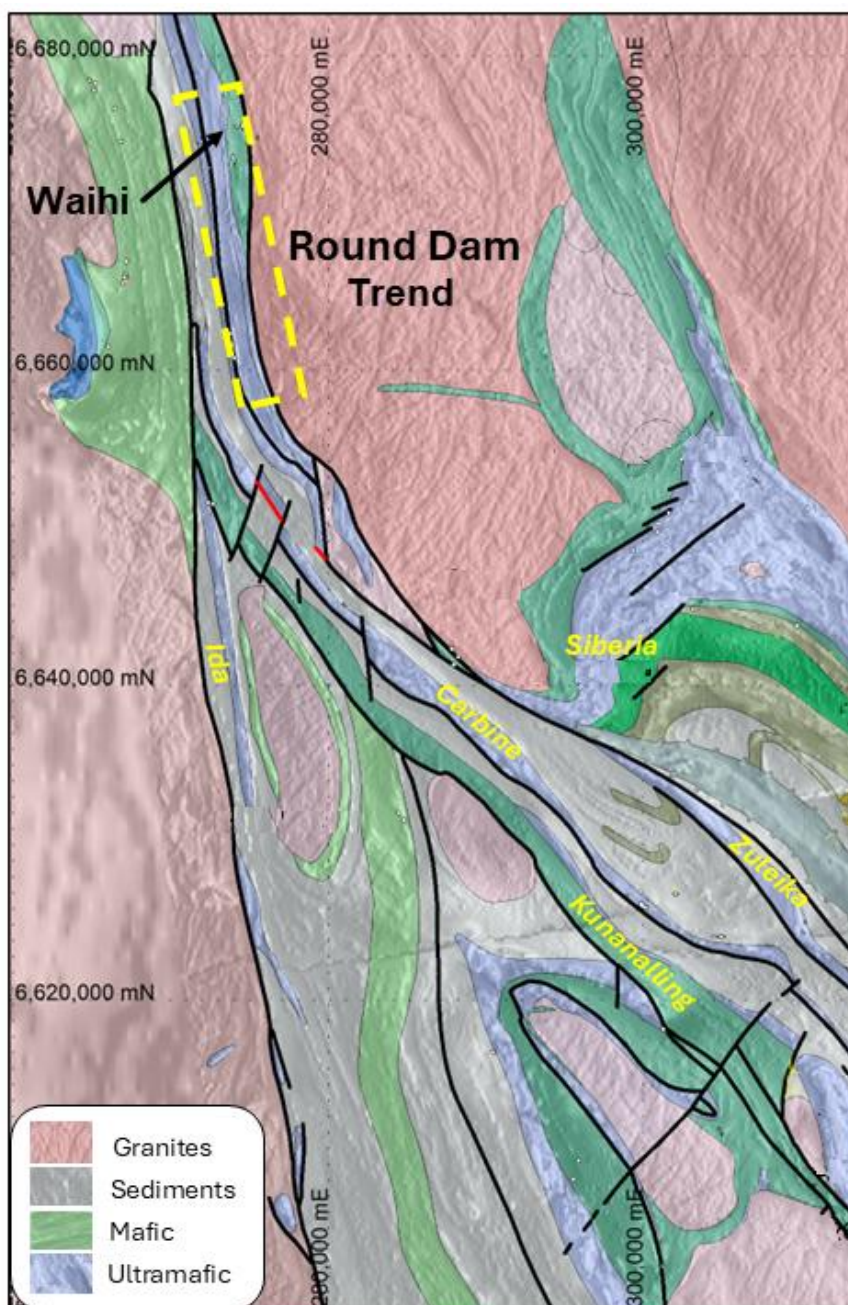 6,680,000 mN
280,000 mE
300,000 mE
Waihi
Round Dam
Trend
6,660,000 mN
Siberia
Ida
6,640,000 mN
Carbine
Zuleika
Kunanalling
6,620,000 mN
Granites
Sediments
Mafic
Ultramafic
280,000 mE
300,000 mE